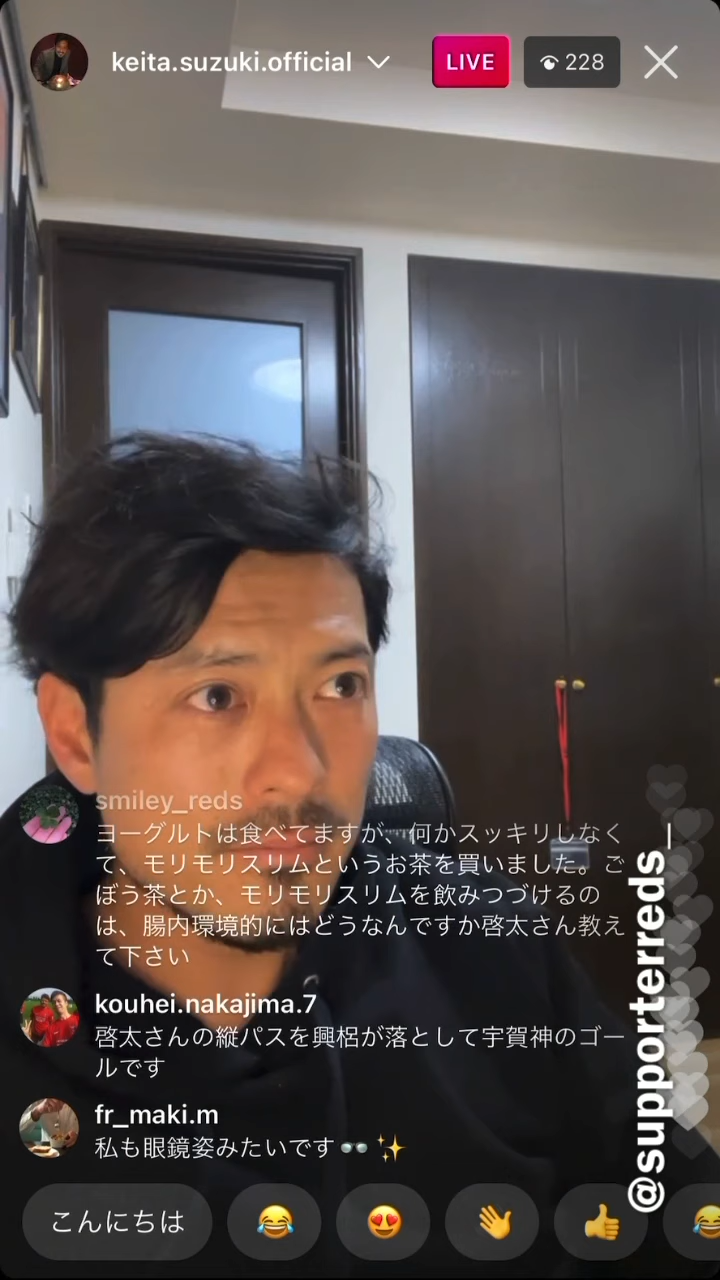 keita.suzuki.official
LIVE
228
smiley_reds
ヨーグルトは食べてますが、何かスッキリしなく
て、モリモリスリムというお茶を買いました。ご
ぼう茶とか、モリモリスリムを飲みつづけるの
は、腸内環境的にはどうなんですか啓太さん教え
て下さい
kouhei.nakajima.7
啓太さんの縦パスを興梠が落として宇賀神のゴー
ルです
fr_maki.m
私も眼鏡姿みたいです👓✨
@supporterreds_
こんにちは 😂 😍 👋 👍 😂